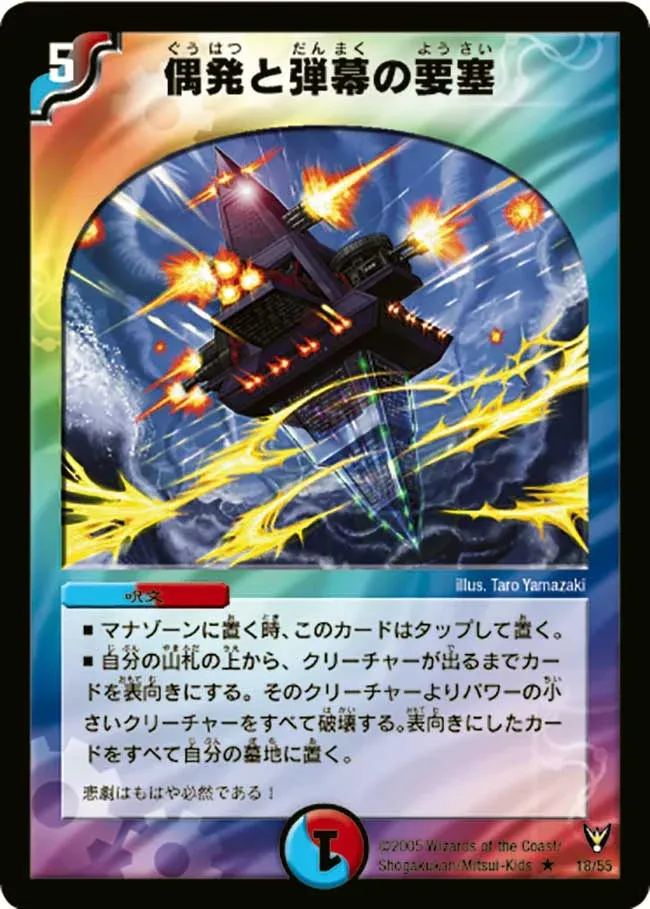 5
ぐうはつ だんまく ようさい
偶発と弾幕の要塞
illus. Taro Yamazaki
呪文
■ マナゾーンに置く時、このカードはタップして置く。
■ 自分の山札の上から、クリーチャーが出るまでカー
ドを表向きにする。そのクリーチャーよりパワーの小
さいクリーチャーをすべて破壊する。表向きにしたカー
ドをすべて自分の墓地に置く。
悲劇はもはや必然である!
1
©2005 Wizards of the Coast/
Shogakukan/Mitsui-Kids ★ 18/55